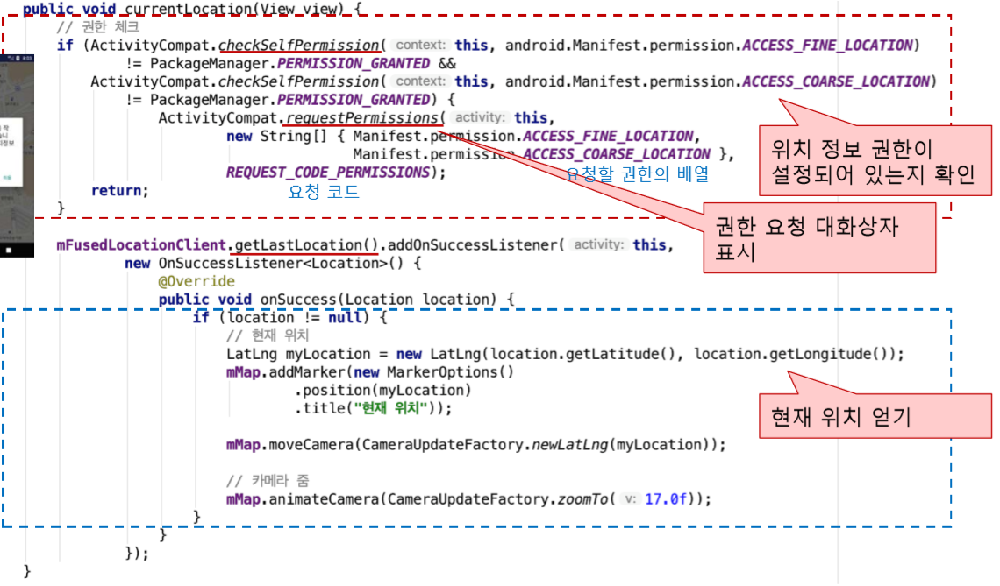 public void currentLocation(View view) {
// 권한 체크
if (ActivityCompat.checkSelfPermission( context: this, android.Manifest.permission.ACCESS_FINE_LOCATION)
!= PackageManager.PERMISSION_GRANTED &&
ActivityCompat.checkSelfPermission( context: this, android.Manifest.permission.ACCESS_COARSE_LOCATION)
!= PackageManager.PERMISSION_GRANTED) {
ActivityCompat.requestPermissions( activity: this,
new String[] { Manifest.permission.ACCESS_FINE_LOCATION,
Manifest.permission.ACCESS_COARSE_LOCATION },
REQUEST_CODE_PERMISSIONS);
요청할 권한의 배열
요청 코드
return;
}
위치 정보 권한이
설정되어 있는지 확인
권한 요청 대화상자
표시
mFusedLocationClient.getLastLocation().addOnSuccessListener( activity: this,
new OnSuccessListener<Location>() {
@Override
public void onSuccess(Location location) {
if (location != null) {
// 현재 위치
LatLng myLocation = new LatLng(location.getLatitude(), location.getLongitude());
mMap.addMarker(new MarkerOptions()
.position(myLocation)
.title("현재 위치"));
현재 위치 얻기
mMap.moveCamera(CameraUpdateFactory.newLatLng(myLocation));
// 카메라 줌
mMap.animateCamera(CameraUpdateFactory.zoomTo( v: 17.0f));
}
}
});
}